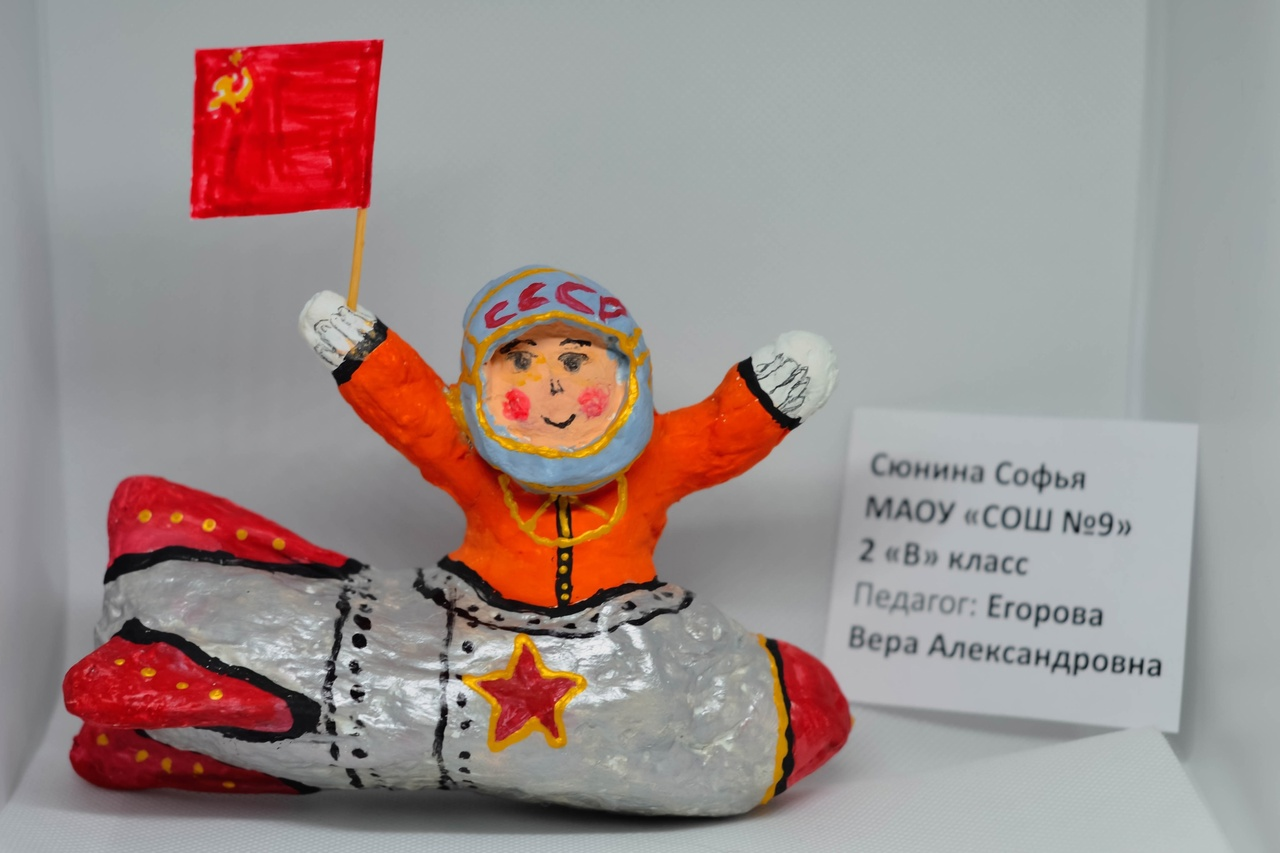 СССР
Сюнина Софья
МАОУ «СОШ №9»
2 «В» класс
Педагог: Егорова
Вера Александровна